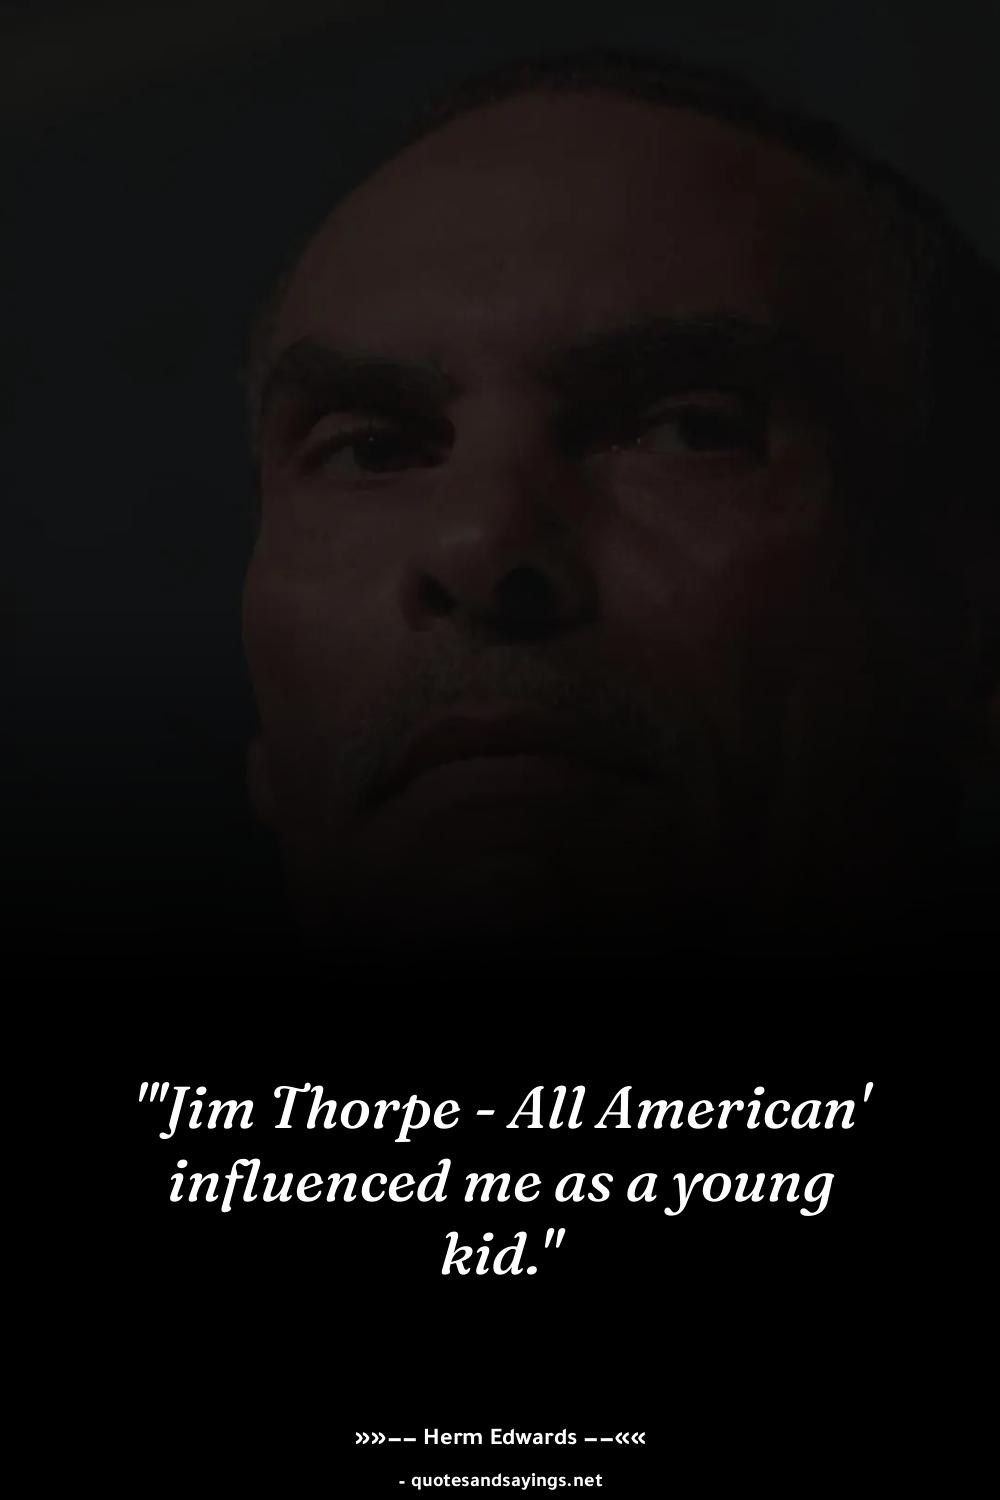 "'Jim Thorpe - All American'
influenced me as a young
kid."
»»–– Herm Edwards ––««
- quotesandsayings.net